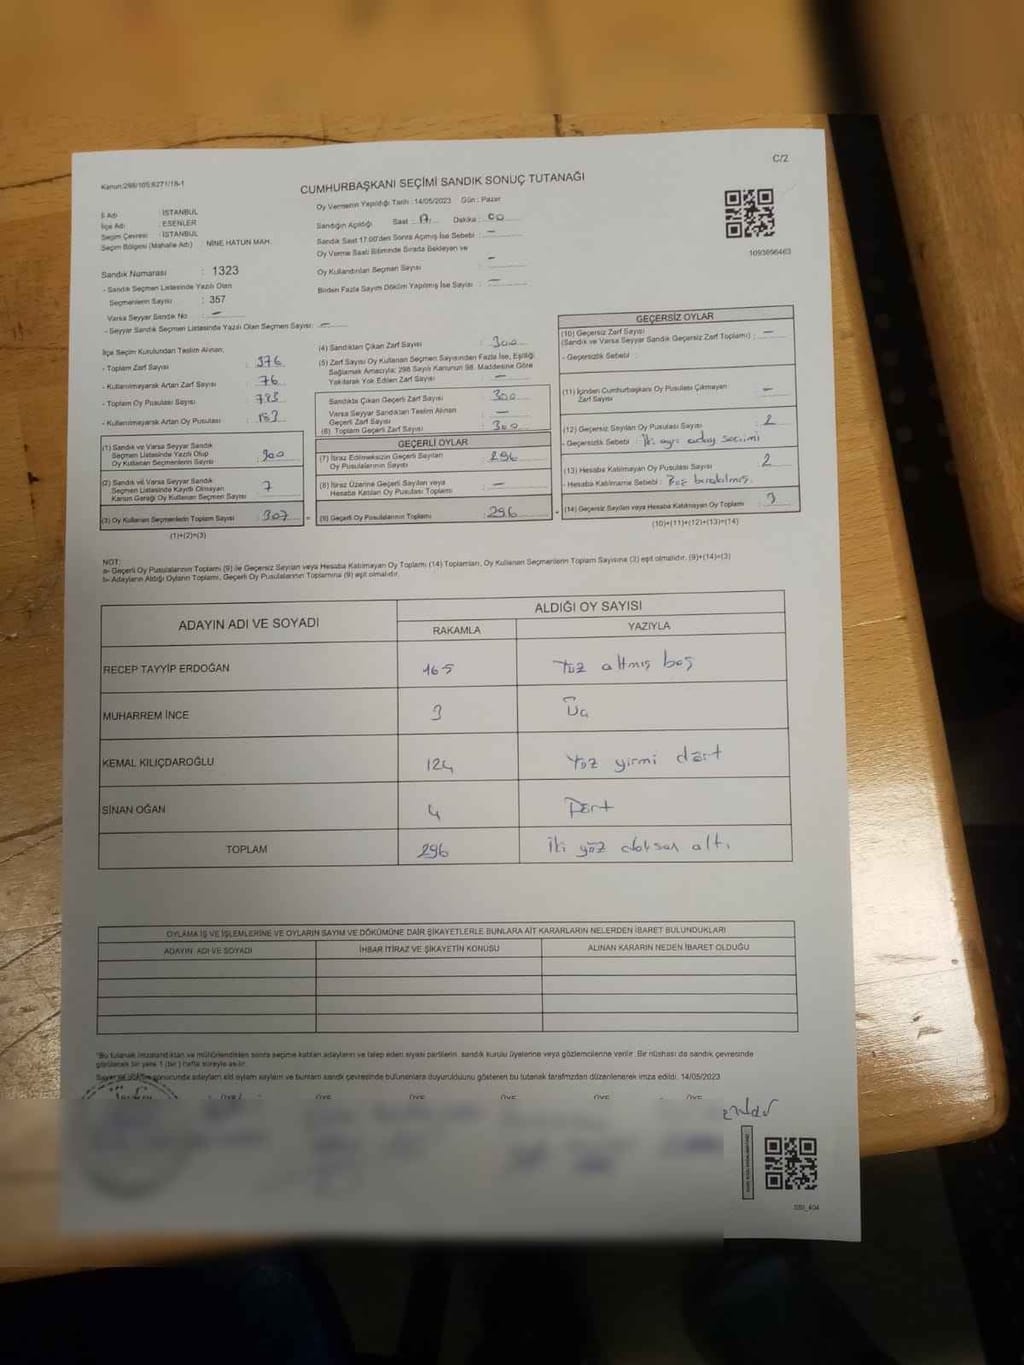 C/2
Kanun:298/105;6271/18-1
CUMHURBAŞKANI SEÇİMİ SANDIK SONUÇ TUTANAĞI
Oy Vermenin Yapıldığı Tarih :14/05/2023 Gün : Pazar
İl Adı : İSTANBUL
İlçe Adı : ESENLER
Seçim Çevresi : İSTANBUL
Seçim Bölgesi (Mahalle Adı) NİNE HATUN MAH.
Sandık Numarası : 1323
- Sandık Seçmen Listesinde Yazılı Olan
Seçmenlerin Sayısı : 357
Varsa Seyyar Sandık No : —
- Seyyar Sandık Seçmen Listesinde Yazılı Olan Seçmen Sayısı: —
Sandığın Açıldığı Saat 17 Dakika : 00
Sandık Saat 17.00'den Sonra Açılmış İse Sebebi : —
Oy Verme Saati Bitiminde Sırada Bekleyen ve
Oy Kullandırılan Seçmen Sayısı : —
Birden Fazla Sayım Döküm Yapılmış İse Sayısı : —
1093696463
İlçe Seçim Kurulundan Teslim Alınan;
- Toplam Zarf Sayısı : 376
- Kullanılmayarak Artan Zarf Sayısı : 76
- Toplam Oy Pusulası Sayısı
- Kullanılmayarak Artan Oy Pusulası
(1) Sandık ve Varsa Seyyar Sandık
Seçmen Listesinde Yazılı Olup
Oy Kullanan Seçmenlerin Sayısı : 300
(2) Sandık ve Varsa Seyyar Sandık
Seçmen Listesinde Kayıtlı Olmayan
Kanun Gereği Oy Kullanan Seçmen Sayısı : 7
(3) Oy Kullanan Seçmenlerin Toplam Sayısı : 307
(1)+(2)=(3)
(4) Sandıktan Çıkan Zarf Sayısı : 300
(5) Zarf Sayısı Oy Kullanan Seçmen Sayısından Fazla İse, Eşitliği
Sağlamak Amacıyla; 298 Sayılı Kanunun 98. Maddesine Göre
Yakılarak Yok Edilen Zarf Sayısı : —
Sandıkta Çıkan Geçerli Zarf Sayısı : 300
Varsa Seyyar Sandıktan Teslim Alınan
Geçerli Zarf Sayısı : —
(6) Toplam Geçerli Zarf Sayısı : 300
GEÇERLİ OYLAR
(7) İtiraz Edilmeksizin Geçerli Sayılan
Oy Pusulalarının Sayısı : 296
(8) İtiraz Üzerine Geçerli Sayılan veya
Hesaba Katılan Oy Pusulası Toplamı : —
= (9) Geçerli Oy Pusulalarının Toplamı : 296
GEÇERSİZ OYLAR
(10) Geçersiz Zarf Sayısı
(Sandık ve Varsa Seyyar Sandık Geçersiz Zarf Toplamı) : —
- Geçersizlik Sebebi :
(11) İçinden Cumhurbaşkanı Oy Pusulası Çıkmayan
Zarf Sayısı : —
(12) Geçersiz Sayılan Oy Pusulası Sayısı : 2
- Geçersizlik Sebebi : İki ayrı aday seçimi
(13) Hesaba Katılmayan Oy Pusulası Sayısı : 2
- Hesaba Katılmama Sebebi : Boş bırakılmış
+ (14) Geçersiz Sayılan veya Hesaba Katılmayan Oy Toplamı : 3
(10)+(11)+(12)+(13)=(14)
NOT:
a- Geçerli Oy Pusulalarının Toplamı (9) ile Geçersiz Sayılan veya Hesaba Katılmayan Oy Toplamı (14) Toplamları, Oy Kullanan Seçmenlerin Toplam Sayısına (3) eşit olmalıdır. (9)+(14)=(3)
b- Adayların Aldığı Oyların Toplamı, Geçerli Oy Pusulalarının Toplamına (9) eşit olmalıdır.
ADAYIN ADI VE SOYADI ALDIĞI OY SAYISI
RAKAMLA YAZIYLA
RECEP TAYYİP ERDOĞAN 165 Yüz altmış beş
MUHARREM İNCE 3 Üç
KEMAL KILIÇDAROĞLU 124 Yüz yirmi dört
SİNAN OĞAN 4 Dört
TOPLAM 296 İki yüz doksan altı
OYLAMA İŞ VE İŞLEMLERİNE VE OYLARIN SAYIM VE DÖKÜMÜNE DAİR ŞİKAYETLERLE BUNLARA AİT KARARLARIN NELERDEN İBARET BULUNDUKLARI
ADAYIN ADI VE SOYADI İHBAR İTİRAZ VE ŞİKAYETİN KONUSU ALINAN KARARIN NEDEN İBARET OLDUĞU
*Bu tutanak imzalandıktan ve mühürlendikten sonra seçime katılan adayların ve talep eden siyasi partilerin sandık kurulu üyelerine veya gözlemcilerine verilir. Bir nüshası da sandık çevresinde
görülecek bir yere 1 (bir) hafta süreyle asılır.
Sayım ve döküm sonucunda adayların elde ettiği oyların sayıları ve bunların sandık çevresinde bulunanlara duyurulduğunu gösteren bu tutanak tarafımızdan düzenlenerek imza edildi. 14/05/2023
ÜYE ÜYE ÜYE ÜYE ÜYE